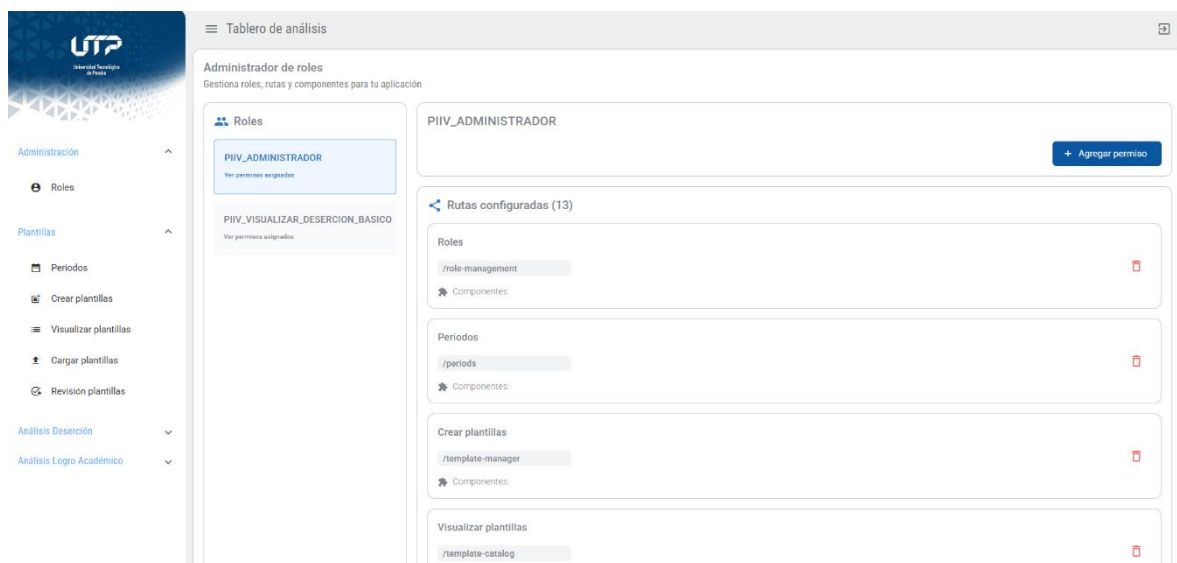 UTP
Universidad Tecnológica
de Pereira
Tablero de análisis
Administración
Roles
Plantillas
Periodos
Crear plantillas
Visualizar plantillas
Cargar plantillas
Revisión plantillas
Análisis Deserción
Análisis Logro Académico
Administrador de roles
Gestiona roles, rutas y componentes para tu aplicación
Roles
PIIV_ADMINISTRADOR
Ver permisos asignados
PIIV_VISUALIZAR_DESERCION_BASICO
Ver permisos asignados
PIIV_ADMINISTRADOR
+ Agregar permiso
Rutas configuradas (13)
Roles
/role-management
Componentes:
Periodos
/periods
Componentes:
Crear plantillas
/template-manager
Componentes:
Visualizar plantillas
/template-catalog